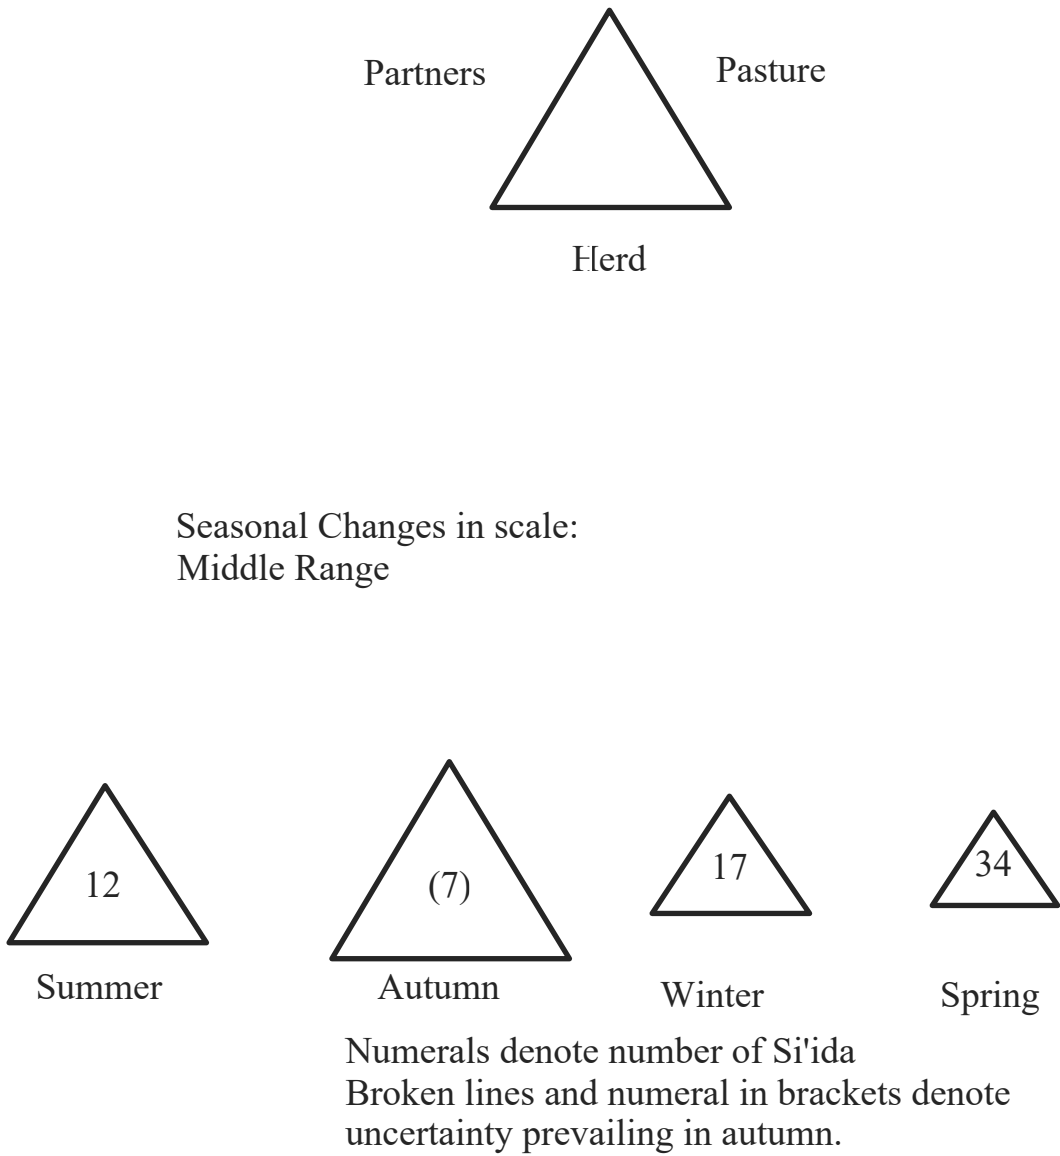 Partners
Pasture
Herd
Seasonal Changes in scale:
Middle Range
12
(7)
17
34
Summer
Autumn
Winter
Spring
Numerals denote number of Si'ida
Broken lines and numeral in brackets denote
uncertainty prevailing in autumn.